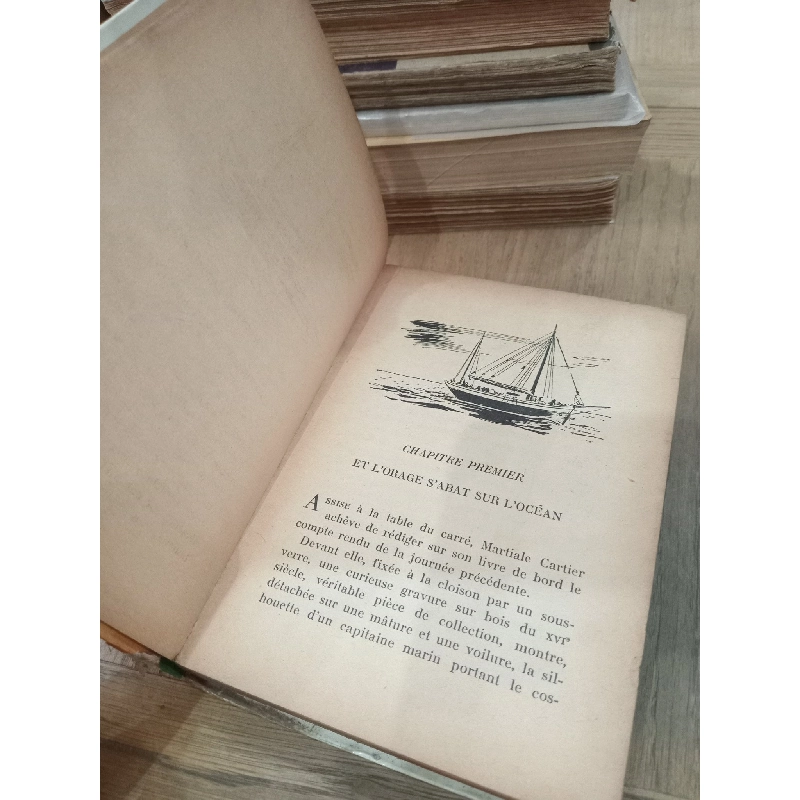 CHAPITRE PREMIER
ET L'ORAGE S'ABAT SUR L'OCÉAN
ASSISE à la table du carré, Martiale Cartier
achève de rédiger sur son livre de bord le
compte rendu de la journée précédente.
Devant elle, fixée à la cloison par un sous-
verre, une curieuse gravure sur bois du XVIe
siècle, véritable pièce de collection, montre,
détachée sur une mâture et une voilure, la sil-
houette d'un capitaine marin portant le cos-